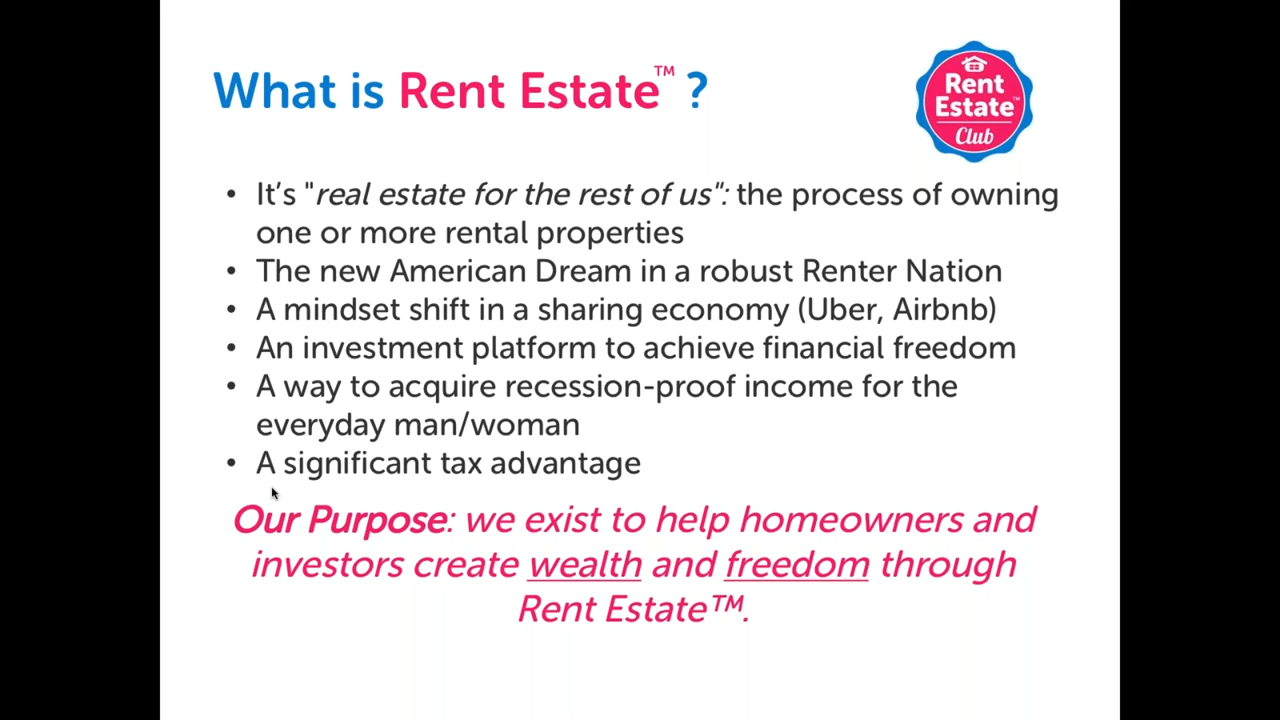 What is Rent Estate™ ?
Rent
Estate™
Club
• It’s "real estate for the rest of us": the process of owning
one or more rental properties
• The new American Dream in a robust Renter Nation
• A mindset shift in a sharing economy (Uber, Airbnb)
• An investment platform to achieve financial freedom
• A way to acquire recession-proof income for the
everyday man/woman
• A significant tax advantage
Our Purpose: we exist to help homeowners and
investors create wealth and freedom through
Rent Estate™.